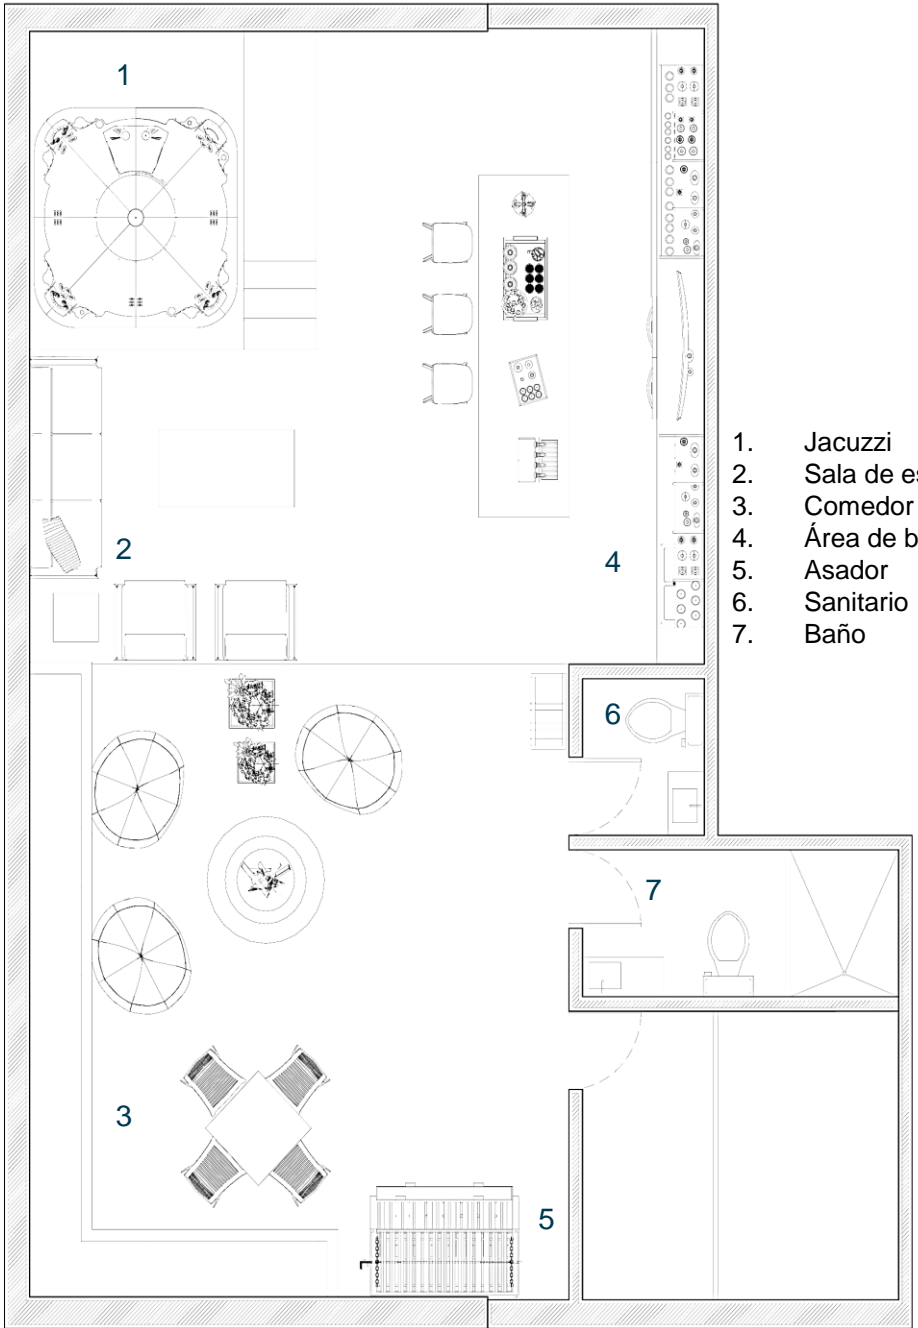 1
2
4
6
7
3
5
1. Jacuzzi
2. Sala de es
3. Comedor
4. Área de b
5. Asador
6. Sanitario
7. Baño